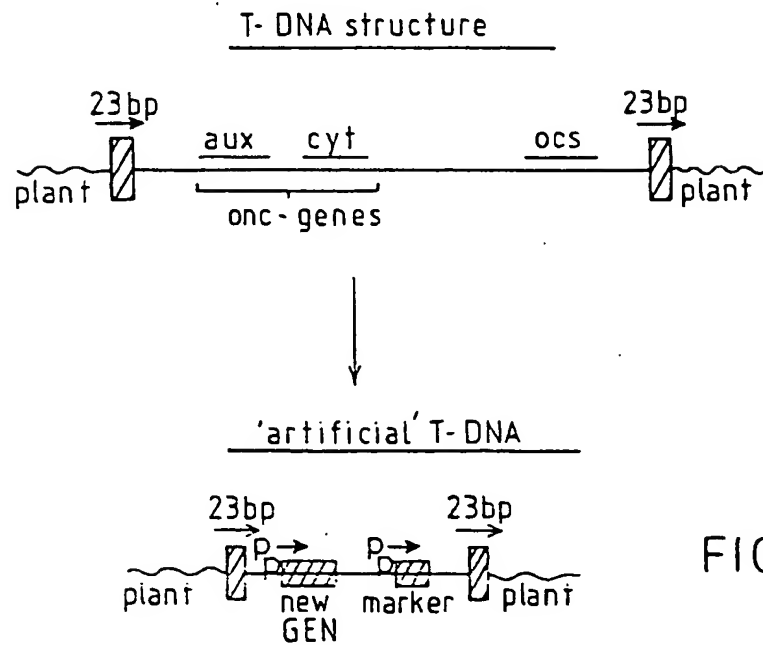 T-DNA structure
23bp 23bp
aux cyt ocs
plant plant
onc-genes
'artificial' T-DNA
23bp 23bp
P P
plant new marker plant
GEN
FIG